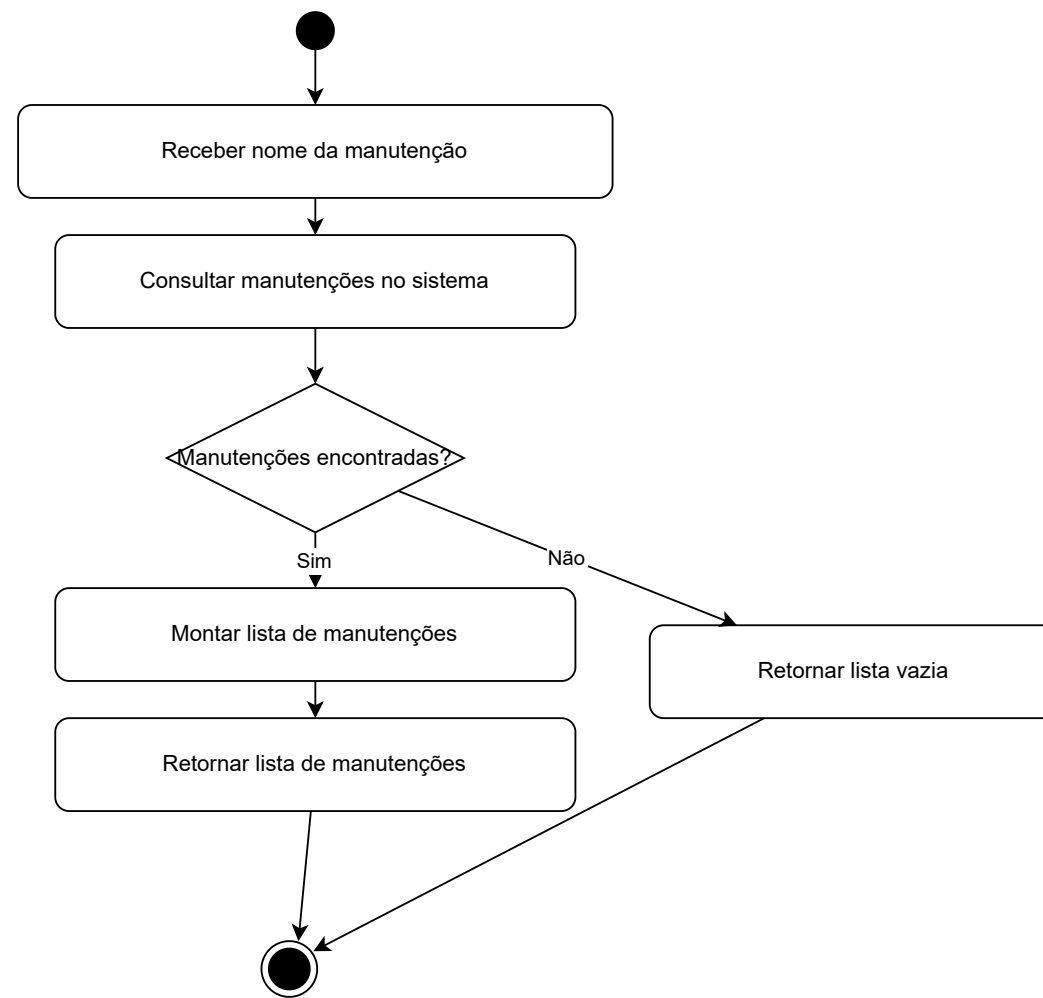 Receber nome da manutenção
Consultar manutenções no sistema
Manutenções encontradas?
Sim
Não
Montar lista de manutenções
Retornar lista vazia
Retornar lista de manutenções